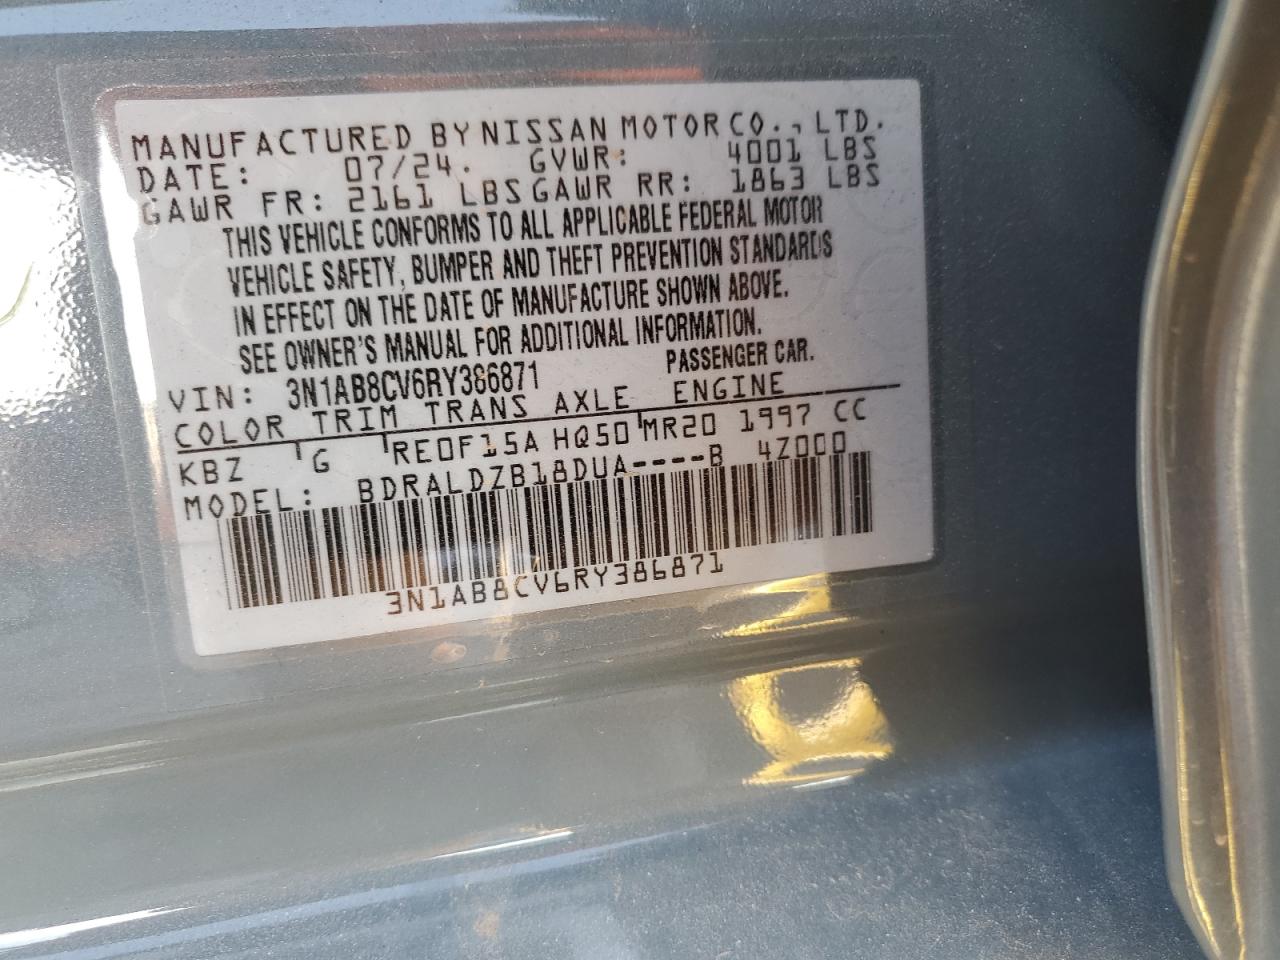 MANUFACTURED BY NISSAN MOTOR CO., LTD.
DATE: 07/24. GVWR: 4001 LBS
GAWR FR: 2161 LBS GAWR RR: 1863 LBS
THIS VEHICLE CONFORMS TO ALL APPLICABLE FEDERAL MOTOR
VEHICLE SAFETY, BUMPER AND THEFT PREVENTION STANDARDS
IN EFFECT ON THE DATE OF MANUFACTURE SHOWN ABOVE.
SEE OWNER'S MANUAL FOR ADDITIONAL INFORMATION.
VIN: 3N1AB8CV6RY386871 PASSENGER CAR.
COLOR TRIM TRANS AXLE ENGINE
KBZ G RE0F15A HQ50 MR20 1997 CC
MODEL: BDRALDZB18DUA----B 4Z000
3N1AB8CV6RY386871